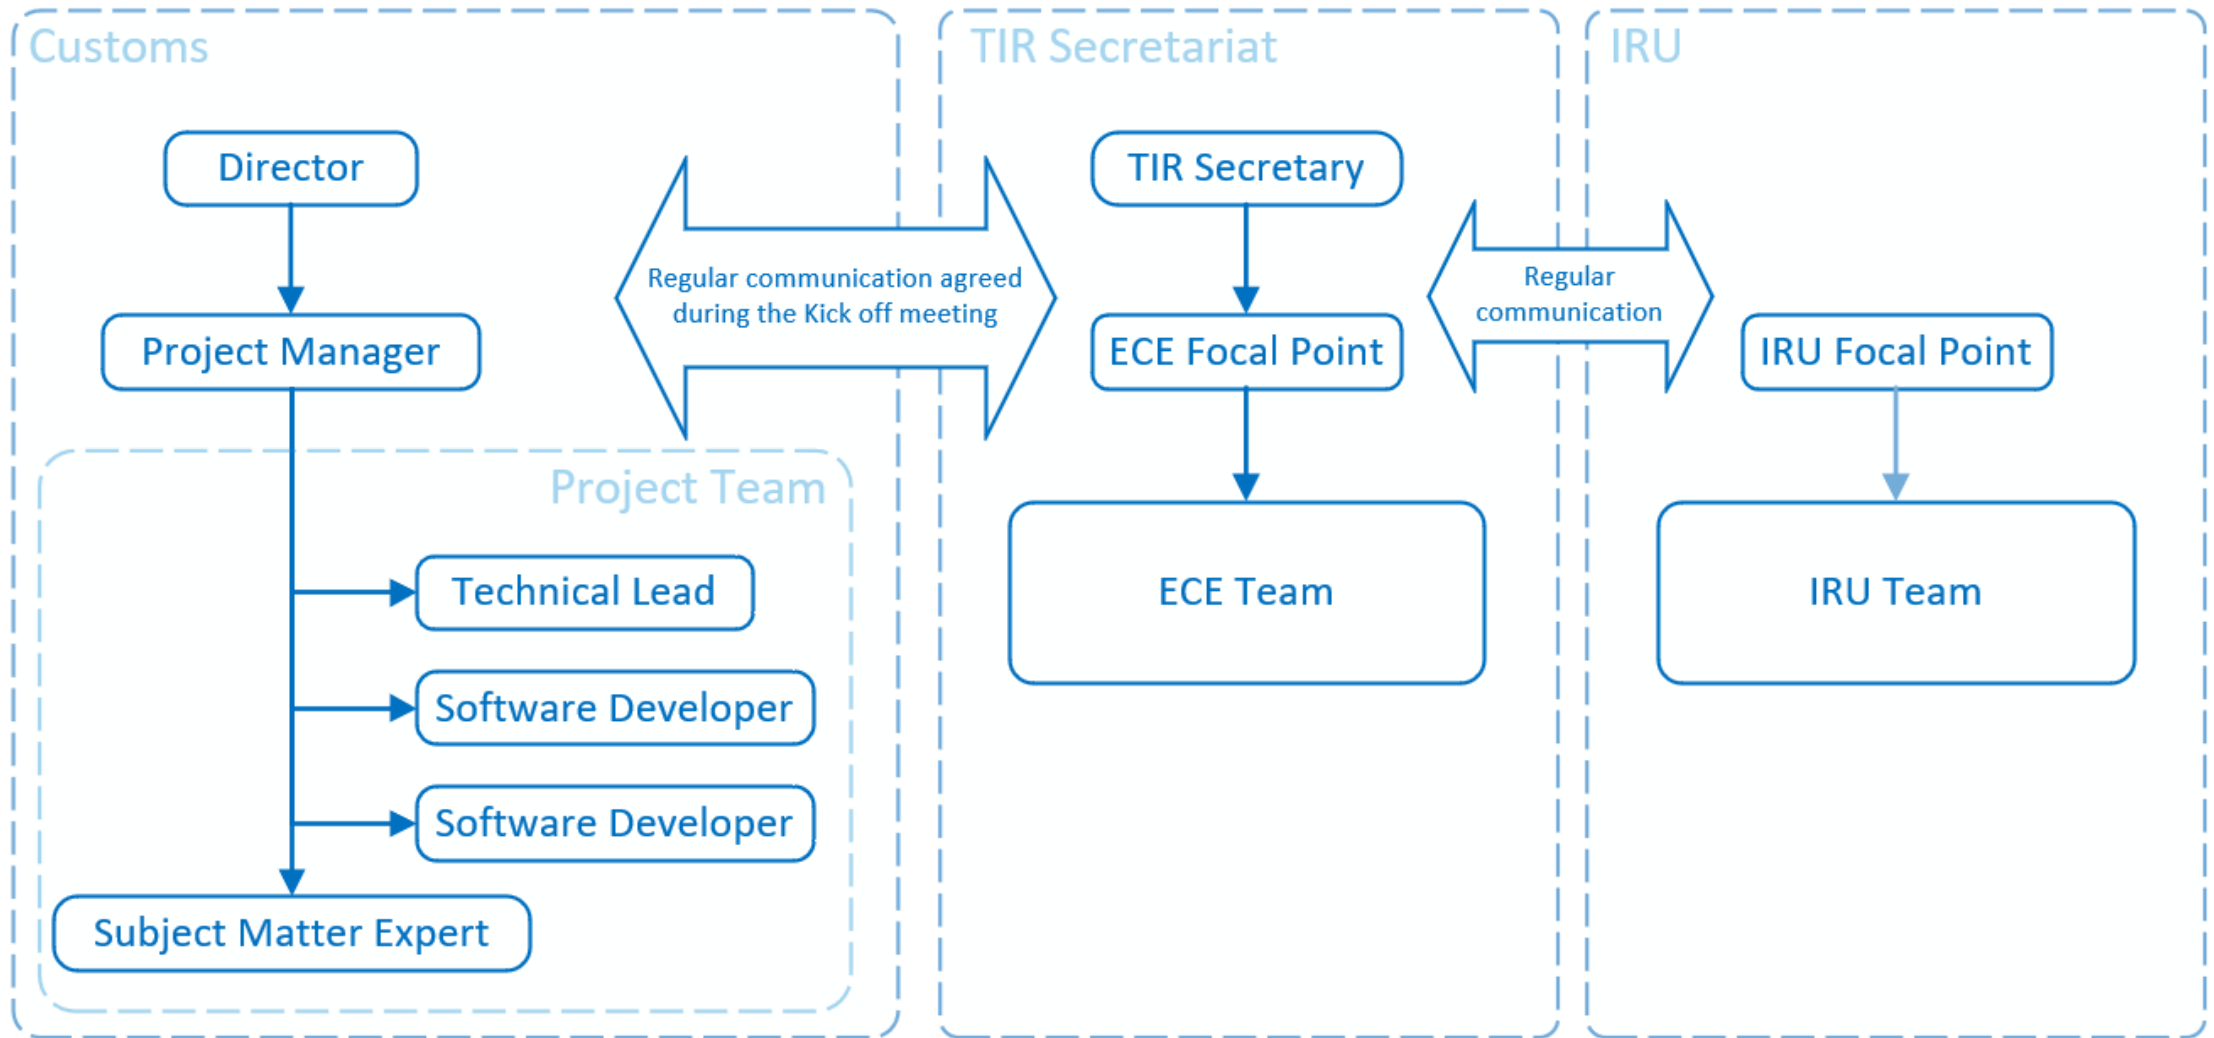 Customs
Director
Project Manager
Project Team
Technical Lead
Software Developer
Software Developer
Subject Matter Expert
Regular communication agreed
during the Kick off meeting
TIR Secretariat
TIR Secretary
ECE Focal Point
ECE Team
Regular
communication
IRU
IRU Focal Point
IRU Team